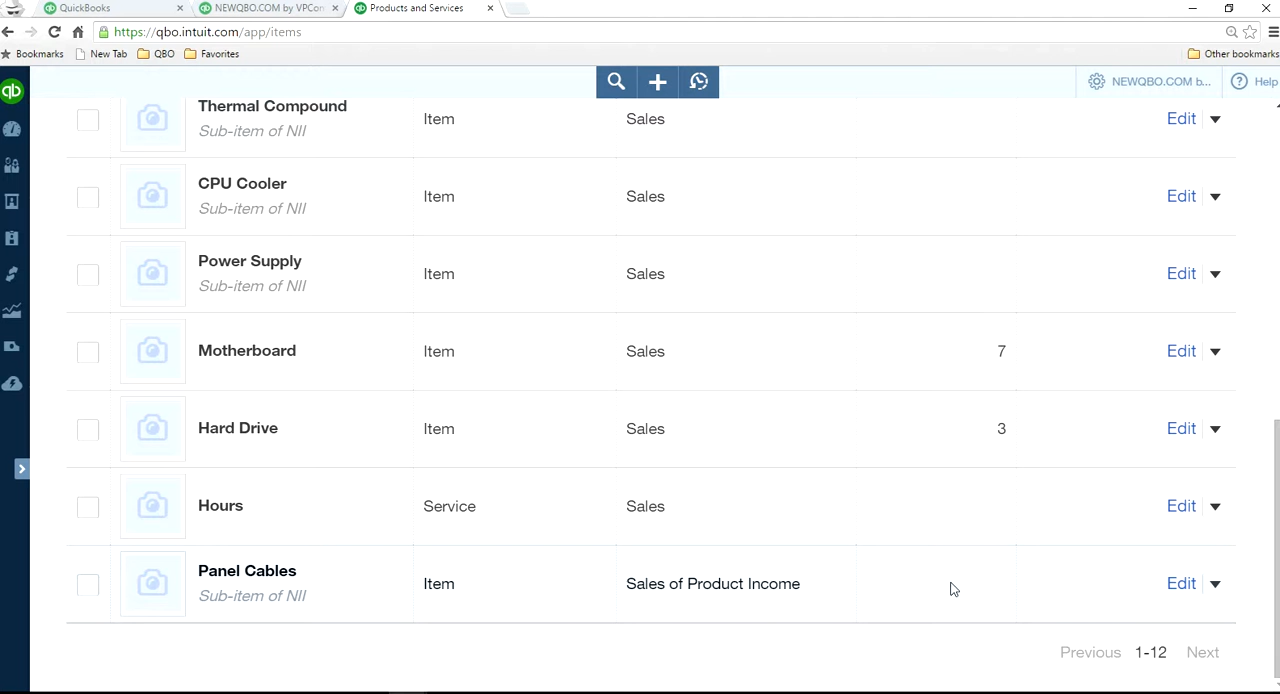 QuickBooks
NEWQBO.COM by VPCon
Products and Services
https://qbo.intuit.com/app/items
Bookmarks
New Tab
QBO
Favorites
Other bookmarks
qb
NEWQBO.COM b...
Help
Thermal Compound
Sub-item of NII
Item
Sales
Edit
CPU Cooler
Sub-item of NII
Item
Sales
Edit
Power Supply
Sub-item of NII
Item
Sales
Edit
Motherboard
Item
Sales
7
Edit
Hard Drive
Item
Sales
3
Edit
Hours
Service
Sales
Edit
Panel Cables
Sub-item of NII
Item
Sales of Product Income
Edit
Previous 1-12 Next